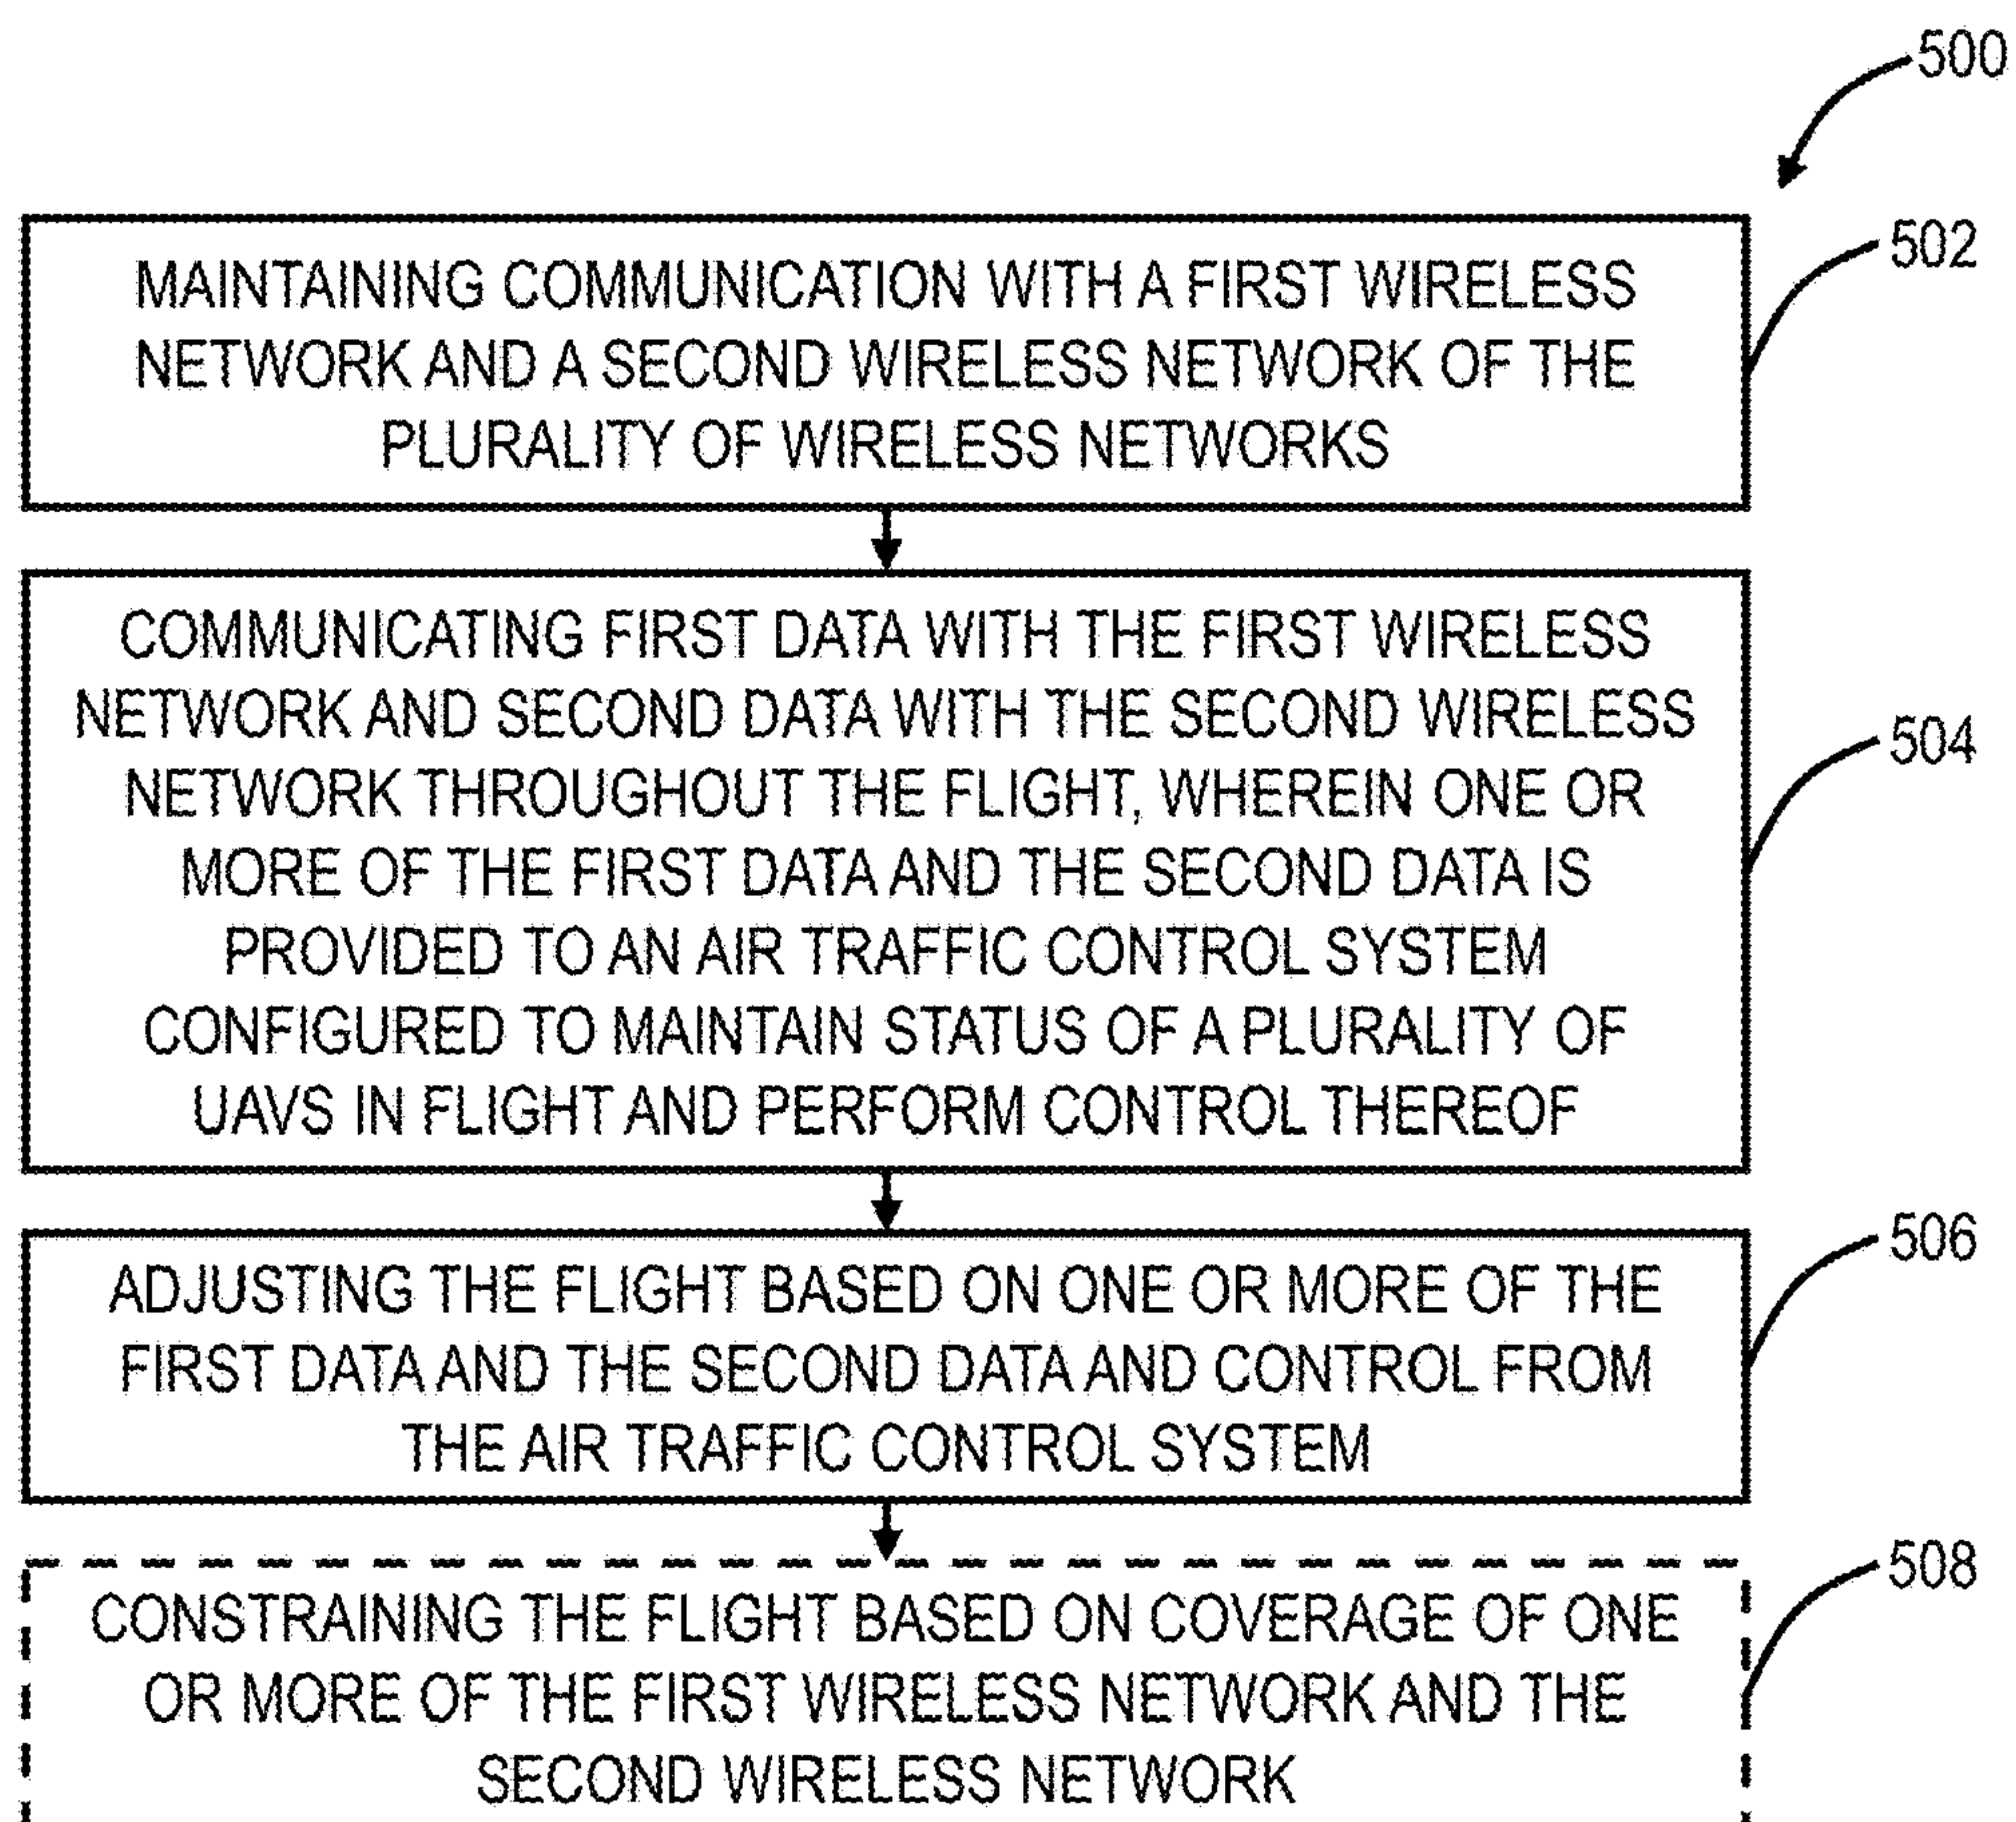 500
502
MAINTAINING COMMUNICATION WITH A FIRST WIRELESS
NETWORK AND A SECOND WIRELESS NETWORK OF THE
PLURALITY OF WIRELESS NETWORKS
504
COMMUNICATING FIRST DATA WITH THE FIRST WIRELESS
NETWORK AND SECOND DATA WITH THE SECOND WIRELESS
NETWORK THROUGHOUT THE FLIGHT, WHEREIN ONE OR
MORE OF THE FIRST DATA AND THE SECOND DATA IS
PROVIDED TO AN AIR TRAFFIC CONTROL SYSTEM
CONFIGURED TO MAINTAIN STATUS OF A PLURALITY OF
UAVS IN FLIGHT AND PERFORM CONTROL THEREOF
506
ADJUSTING THE FLIGHT BASED ON ONE OR MORE OF THE
FIRST DATA AND THE SECOND DATA AND CONTROL FROM
THE AIR TRAFFIC CONTROL SYSTEM
508
CONSTRAINING THE FLIGHT BASED ON COVERAGE OF ONE
OR MORE OF THE FIRST WIRELESS NETWORK AND THE
SECOND WIRELESS NETWORK